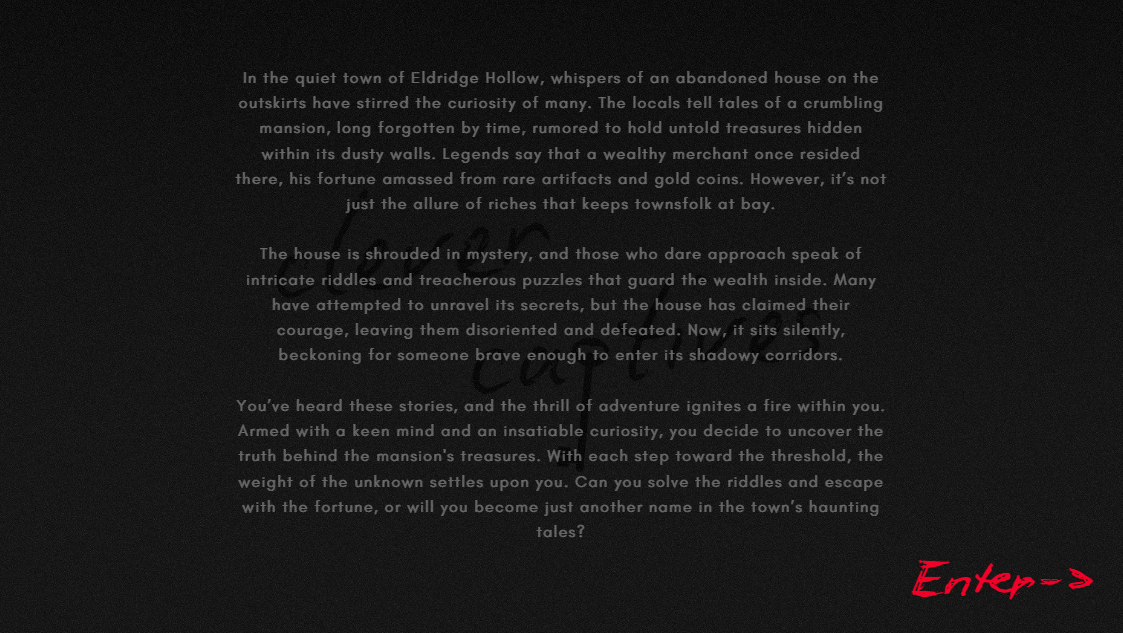 In the quiet town of Eldridge Hollow, whispers of an abandoned house on the
outskirts have stirred the curiosity of many. The locals tell tales of a crumbling
mansion, long forgotten by time, rumored to hold untold treasures hidden
within its dusty walls. Legends say that a wealthy merchant once resided
there, his fortune amassed from rare artifacts and gold coins. However, it’s not
just the allure of riches that keeps townsfolk at bay.
The house is shrouded in mystery, and those who dare approach speak of
intricate riddles and treacherous puzzles that guard the wealth inside. Many
have attempted to unravel its secrets, but the house has claimed their
courage, leaving them disoriented and defeated. Now, it sits silently,
beckoning for someone brave enough to enter its shadowy corridors.
You’ve heard these stories, and the thrill of adventure ignites a fire within you.
Armed with a keen mind and an insatiable curiosity, you decide to uncover the
truth behind the mansion's treasures. With each step toward the threshold, the
weight of the unknown settles upon you. Can you solve the riddles and escape
with the fortune, or will you become just another name in the town’s haunting
tales?
clever
captives
Enter-->